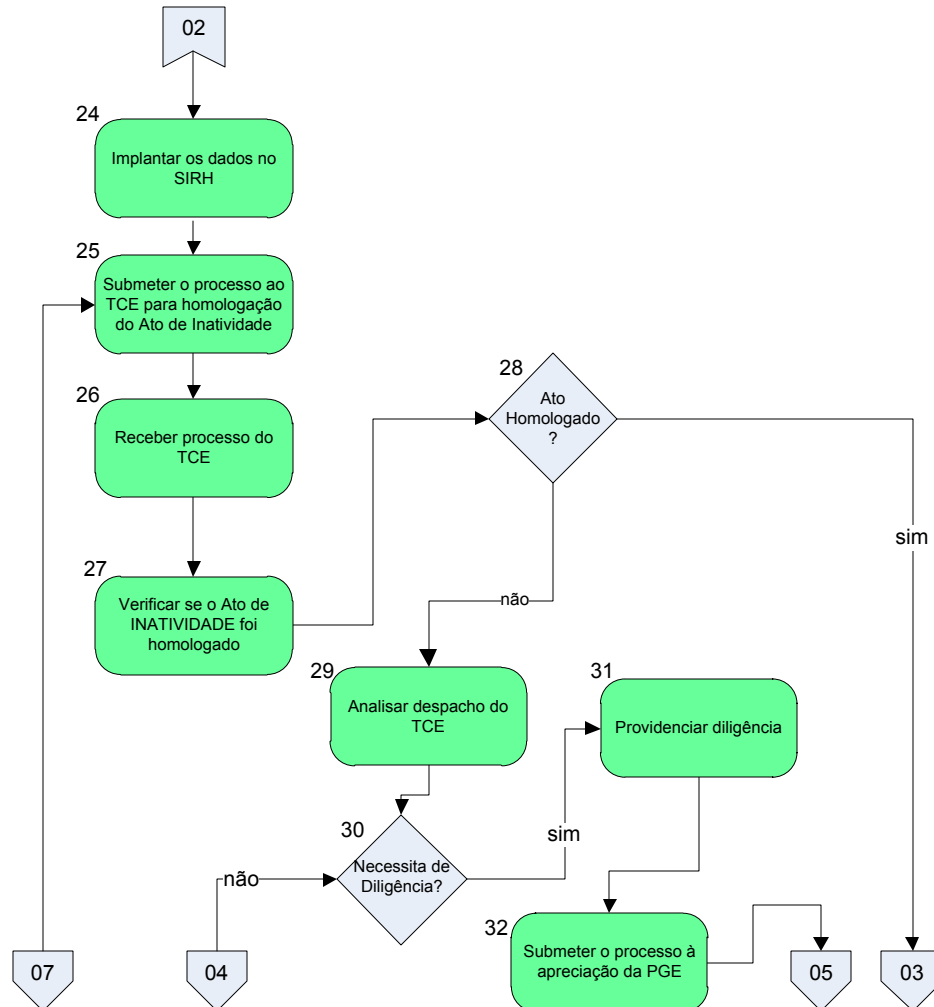 02
24
Implantar os dados no
SIRH
25
Submeter o processo ao
TCE para homologação
do Ato de Inatividade
26
Receber processo do
TCE
27
Verificar se o Ato de
INATIVIDADE foi
homologado
28
Ato
Homologado
?
sim
não
29
Analisar despacho do
TCE
30
Necessita de
Diligência?
sim
não
31
Providenciar diligência
32
Submeter o processo à
apreciação da PGE
07
04
05
03